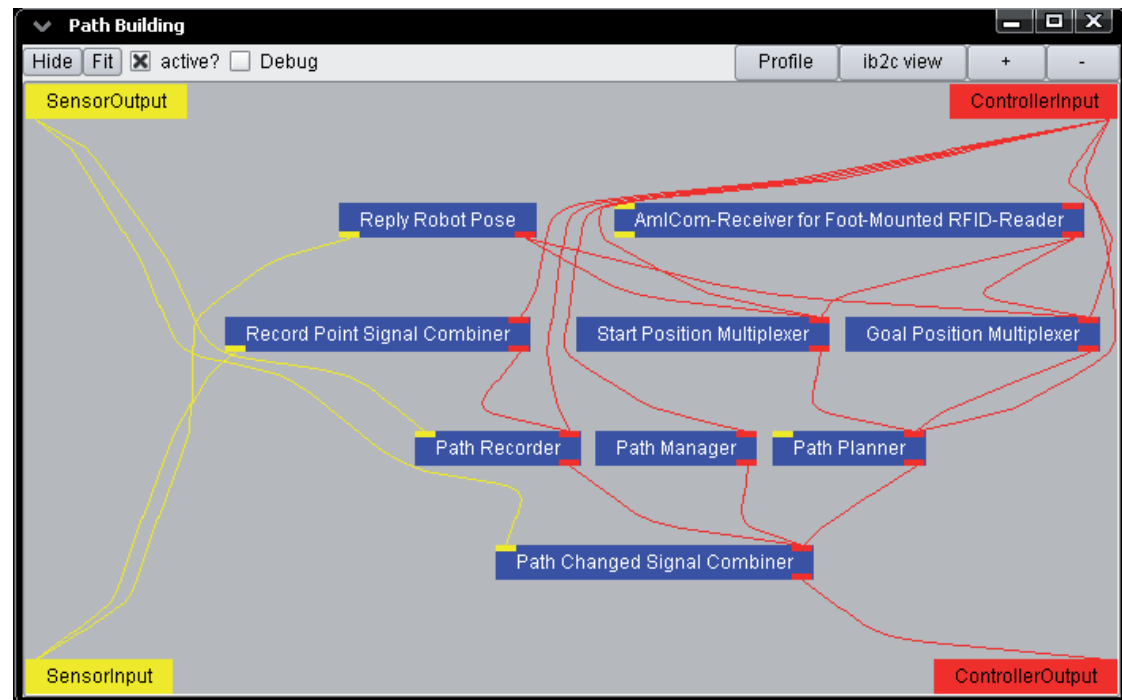 Path Building
Hide Fit active? Debug Profile ib2c view + -
SensorOutput ControllerInput
Reply Robot Pose AmICom-Receiver for Foot-Mounted RFID-Reader
Record Point Signal Combiner Start Position Multiplexer Goal Position Multiplexer
Path Recorder Path Manager Path Planner
Path Changed Signal Combiner
SensorInput ControllerOutput